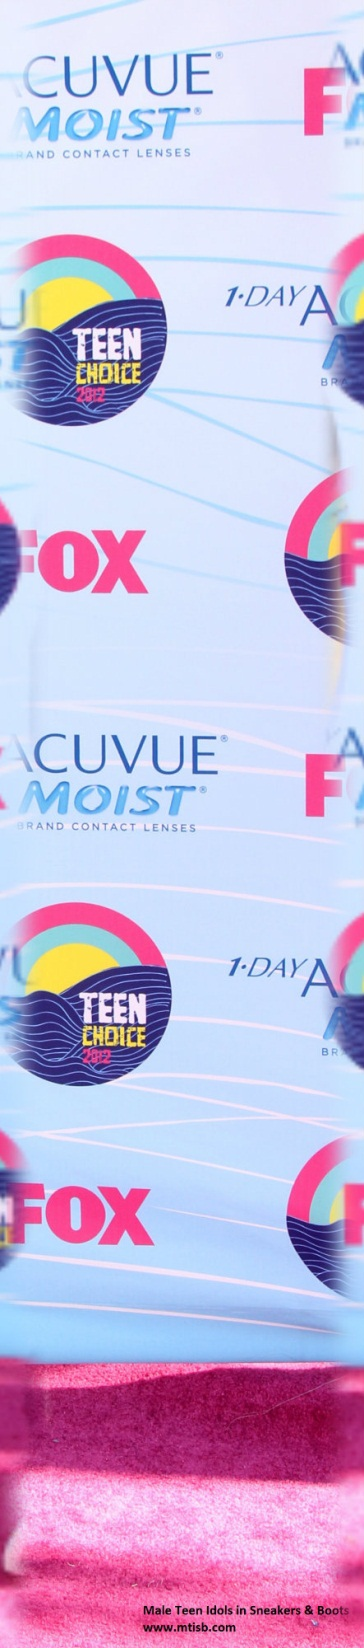 ACUVUE®
MOIST®
BRAND CONTACT LENSES
TEEN
CHOICE
2012
1·DAY
FOX
ACUVUE®
MOIST®
BRAND CONTACT LENSES
TEEN
CHOICE
2012
1·DAY
FOX
Male Teen Idols in Sneakers & Boots
www.mtisb.com